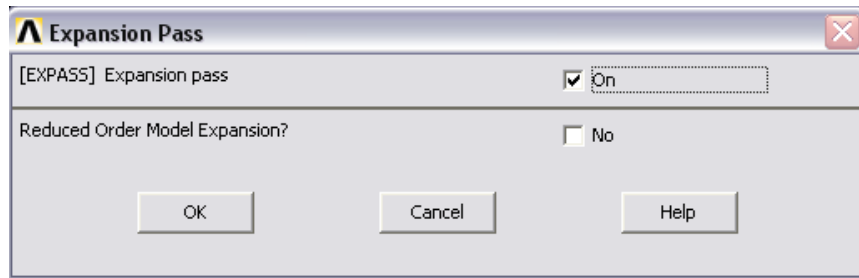 Expansion Pass
[EXPASS] Expansion pass On
Reduced Order Model Expansion? No
OK Cancel Help